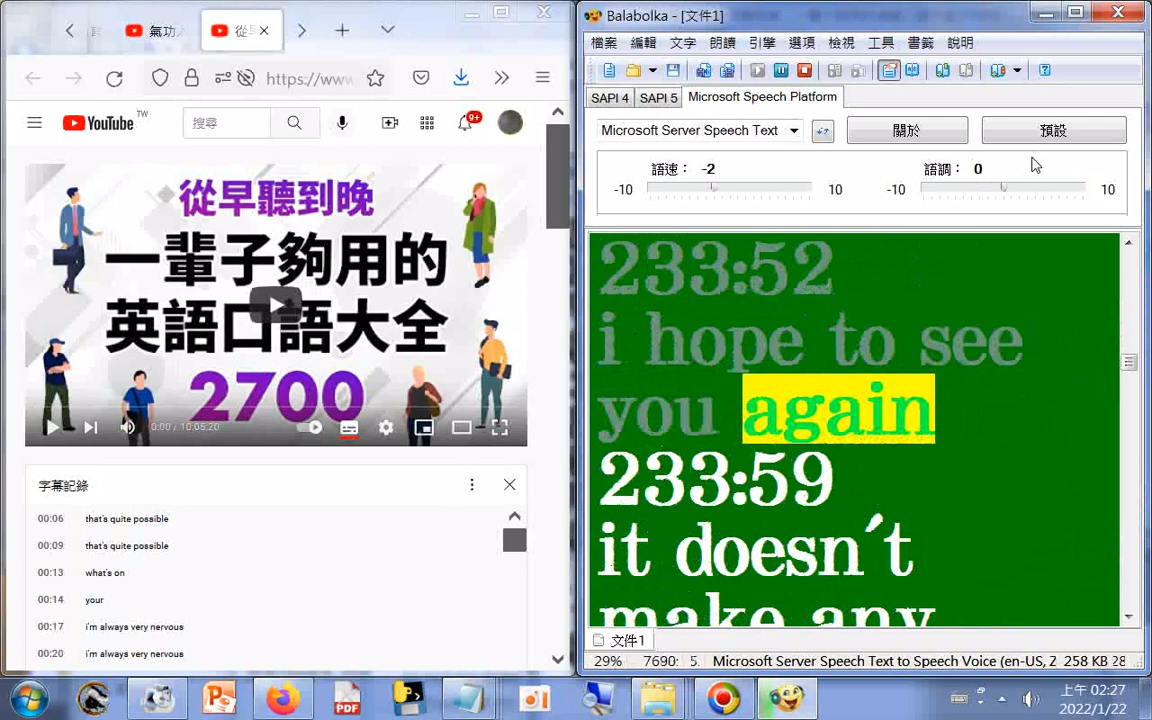 氣功
從
https://www
YouTube TW
搜尋
9+
從早聽到晚
一輩子夠用的
英語口語大全
2700
0:00 / 10:05:20
字幕記錄
00:06 that's quite possible
00:09 that's quite possible
00:13 what's on
00:14 your
00:17 i'm always very nervous
00:20 i'm always very nervous
Balabolka - [文件1]
檔案 編輯 文字 朗讀 引擎 選項 檢視 工具 書籤 說明
SAPI 4 SAPI 5 Microsoft Speech Platform
Microsoft Server Speech Text 關於 預設
語速： -2 語調： 0
-10 10 -10 10
233:52
i hope to see
you again
233:59
it doesn't
make any
文件1
29% 7690: 5. Microsoft Server Speech Text to Speech Voice (en-US, Z 258 KB 28
PDF
上午 02:27
2022/1/22